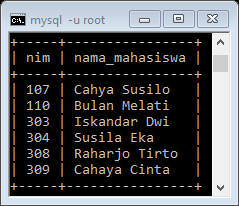 mysql -u root
+-----+----------------+
| nim | nama_mahasiswa |
+-----+----------------+
| 107 | Cahya Susilo   |
| 110 | Bulan Melati   |
| 303 | Iskandar Dwi   |
| 304 | Susila Eka     |
| 308 | Raharjo Tirto  |
| 309 | Cahaya Cinta   |
+-----+----------------+